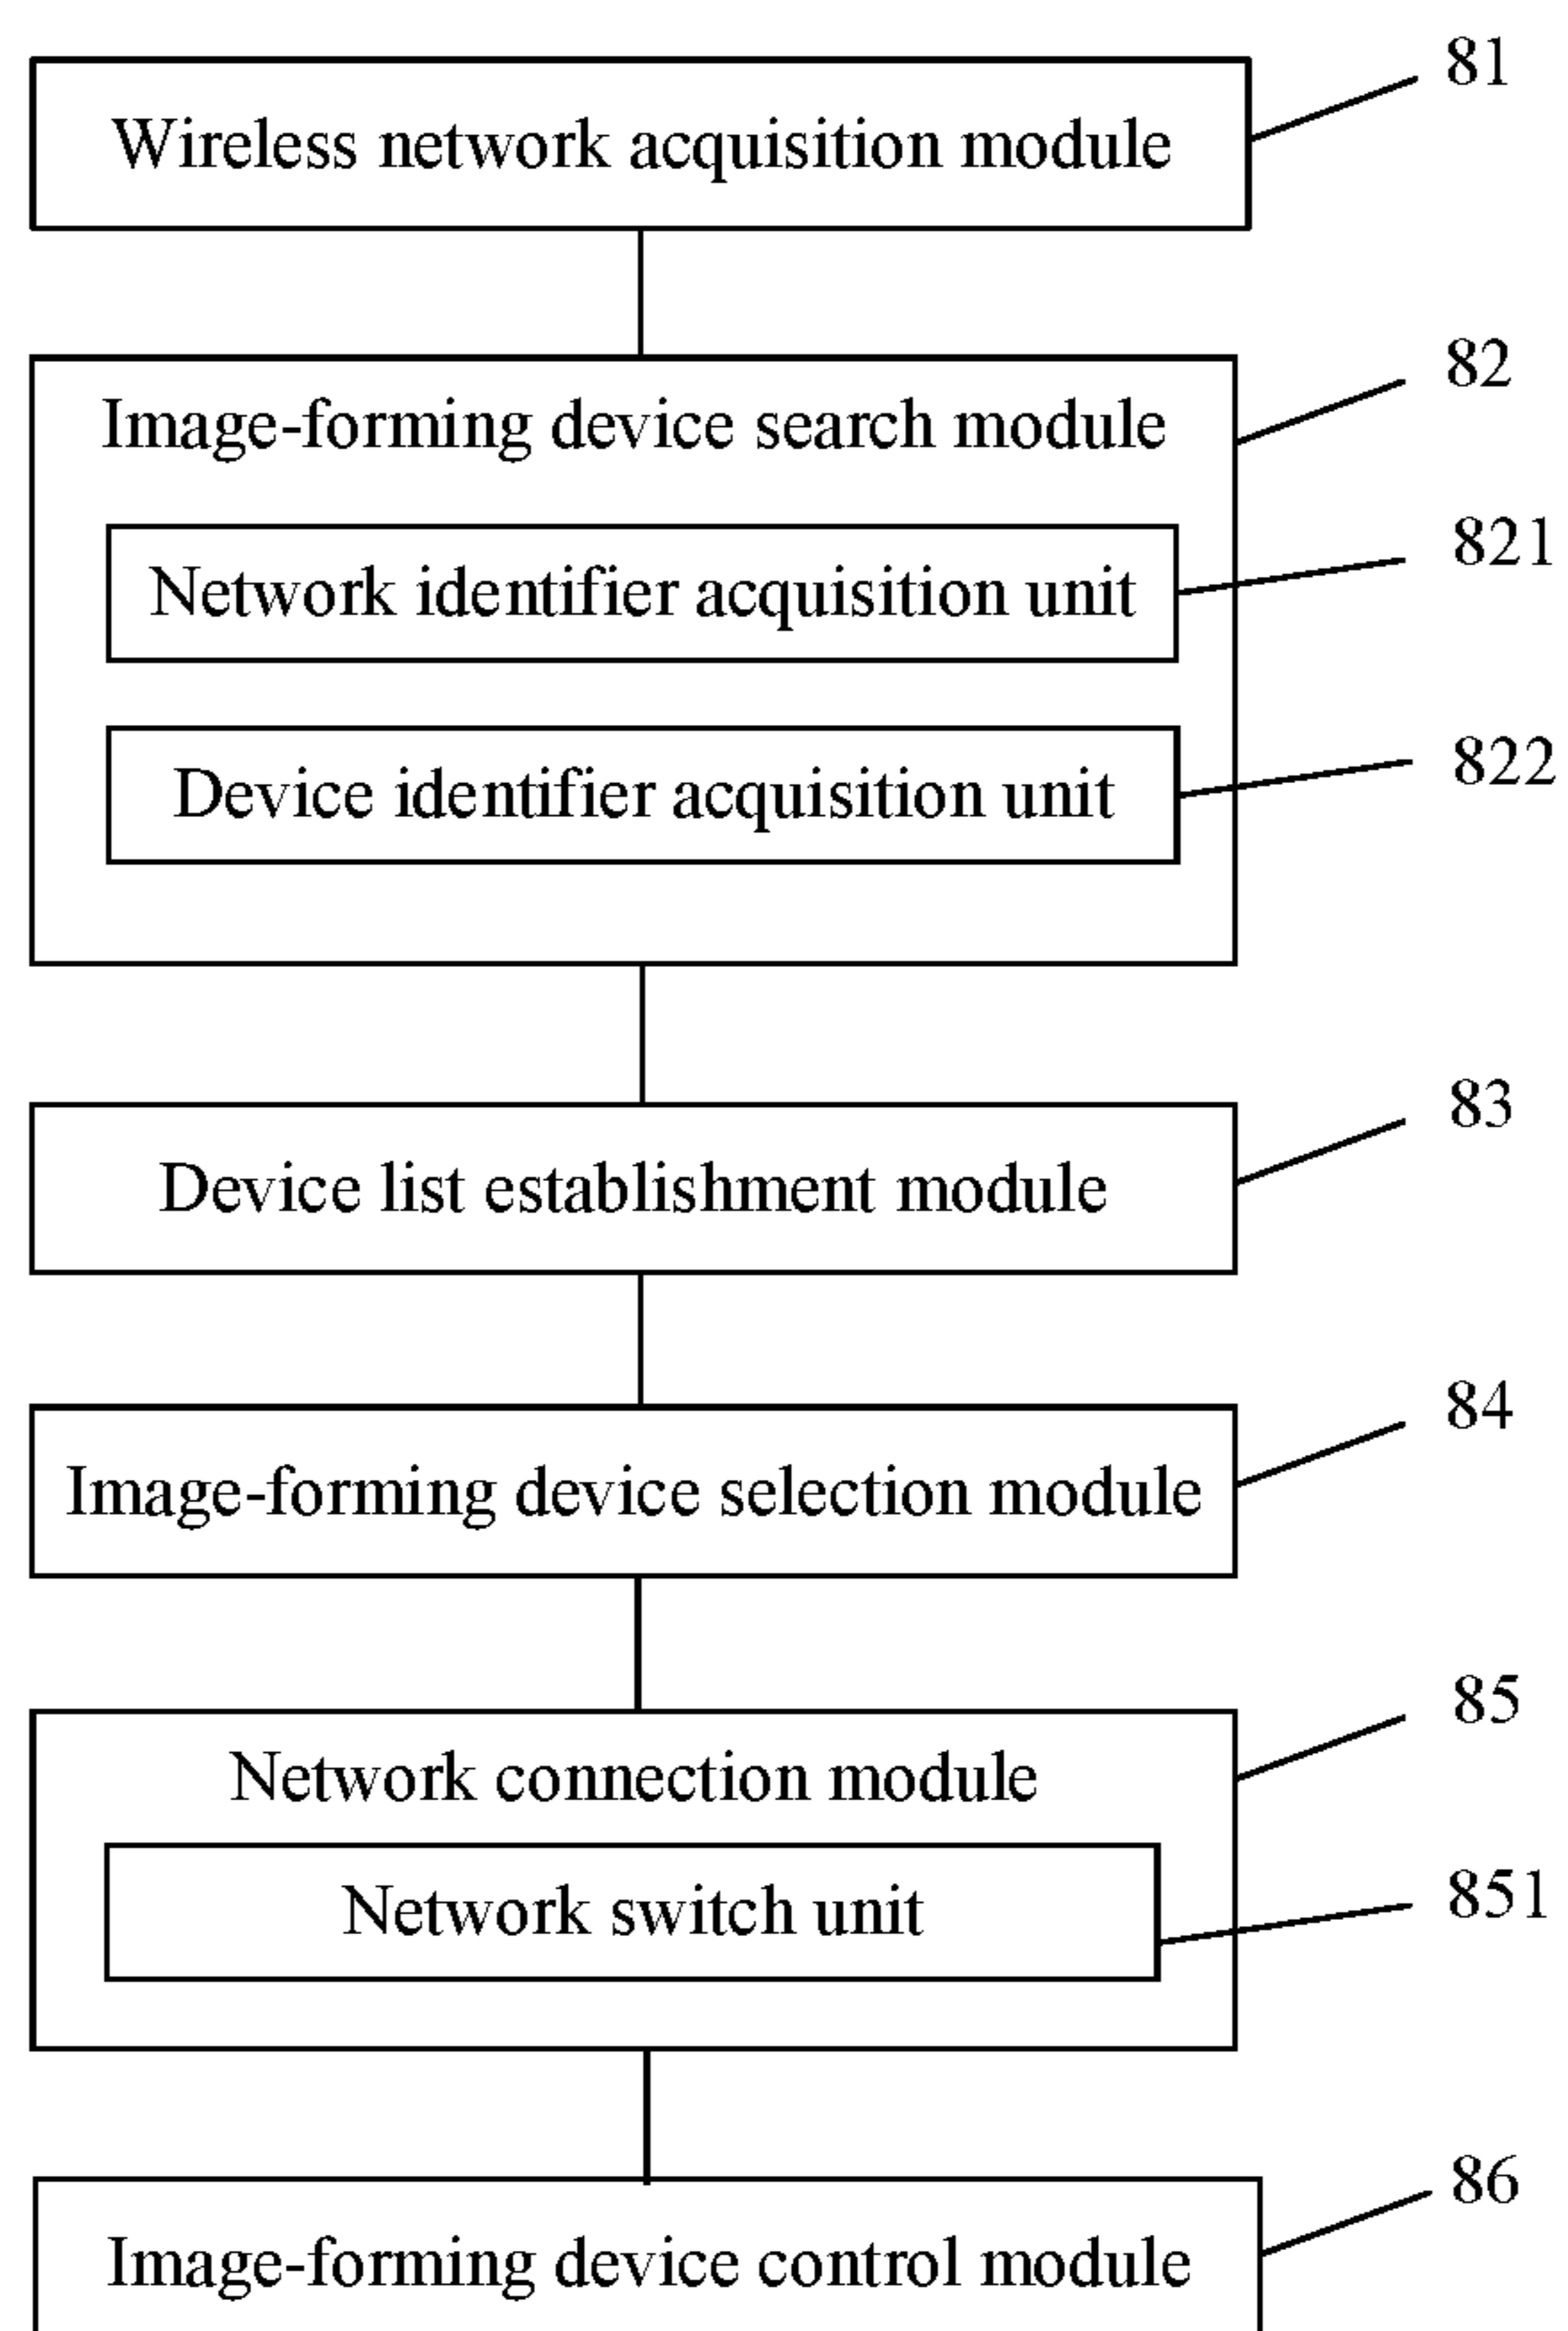 81
Wireless network acquisition module
82
Image-forming device search module
821
Network identifier acquisition unit
822
Device identifier acquisition unit
83
Device list establishment module
84
Image-forming device selection module
85
Network connection module
851
Network switch unit
86
Image-forming device control module